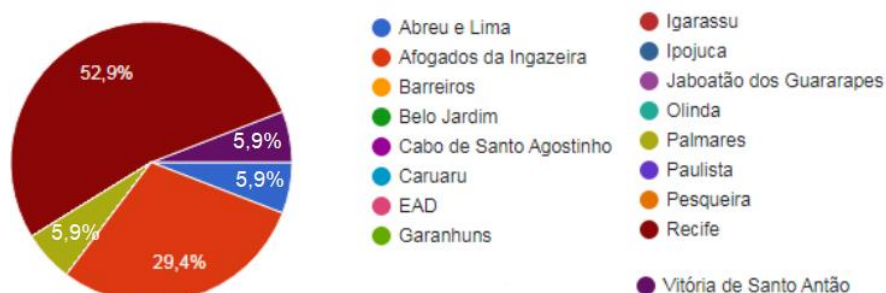 52,9%
5,9%
5,9%
5,9%
29,4%
Abreu e Lima
Afogados da Ingazeira
Barreiros
Belo Jardim
Cabo de Santo Agostinho
Caruaru
EAD
Garanhuns
Igarassu
Ipojuca
Jaboatão dos Guararapes
Olinda
Palmares
Paulista
Pesqueira
Recife
Vitória de Santo Antão